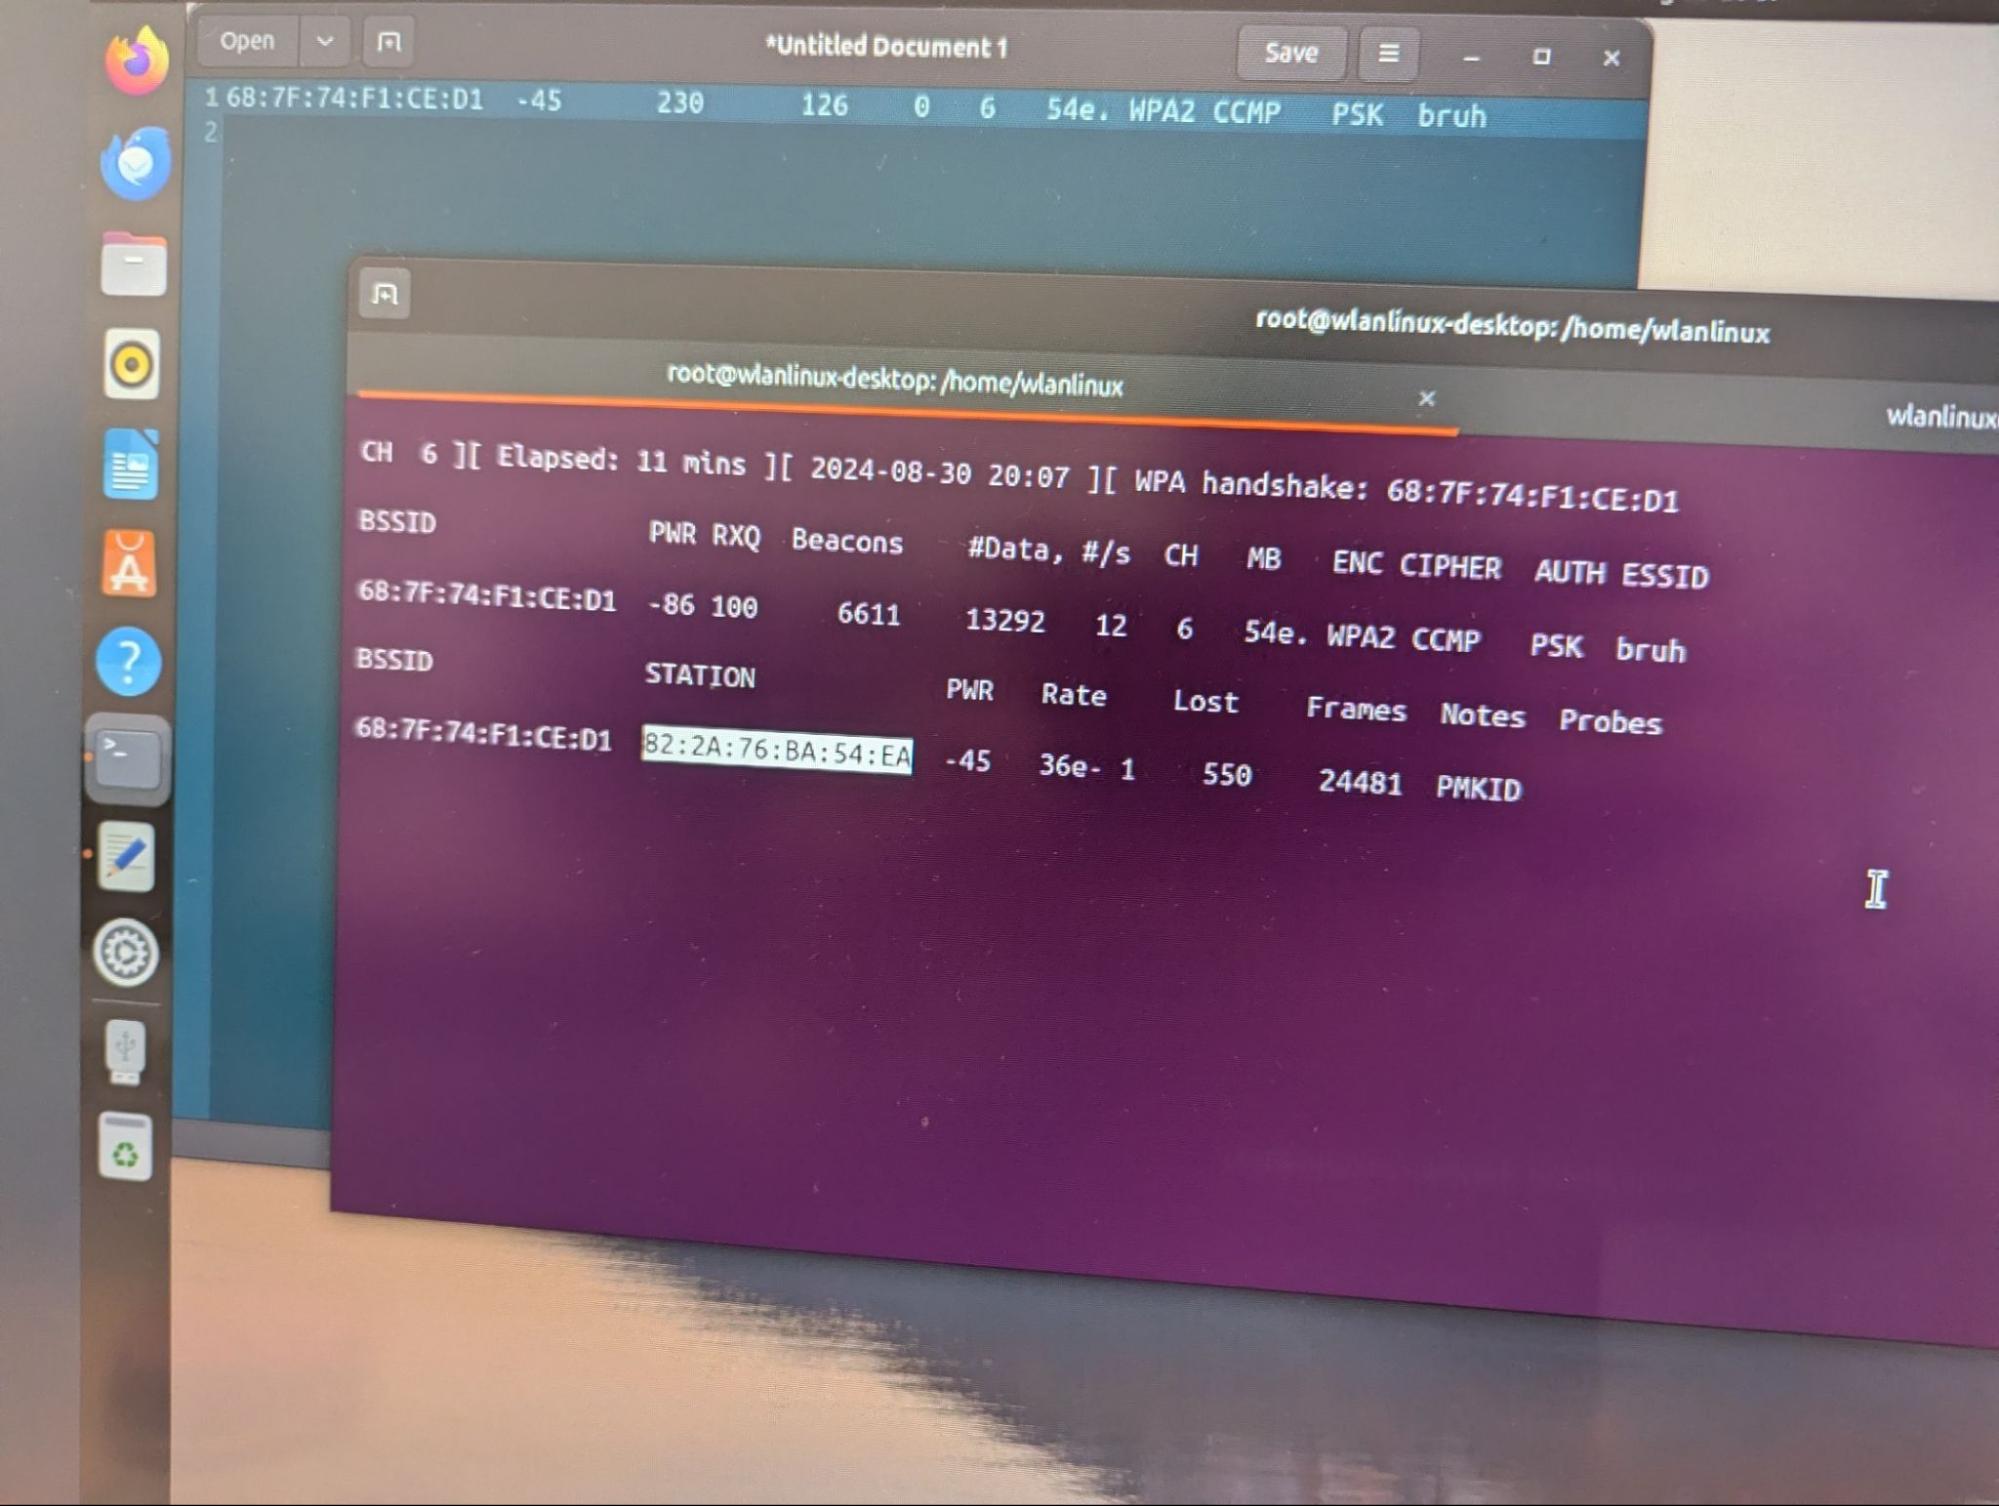 Open
*Untitled Document 1
Save
1 68:7F:74:F1:CE:D1 -45 230 126 0 6 54e. WPA2 CCMP PSK bruh
2
root@wlanlinux-desktop: /home/wlanlinux
root@wlanlinux-desktop: /home/wlanlinux
wlanlinux
CH 6 ][ Elapsed: 11 mins ][ 2024-08-30 20:07 ][ WPA handshake: 68:7F:74:F1:CE:D1
BSSID PWR RXQ Beacons #Data, #/s CH MB ENC CIPHER AUTH ESSID
68:7F:74:F1:CE:D1 -86 100 6611 13292 12 6 54e. WPA2 CCMP PSK bruh
BSSID STATION PWR Rate Lost Frames Notes Probes
68:7F:74:F1:CE:D1 82:2A:76:BA:54:EA -45 36e- 1 550 24481 PMKID